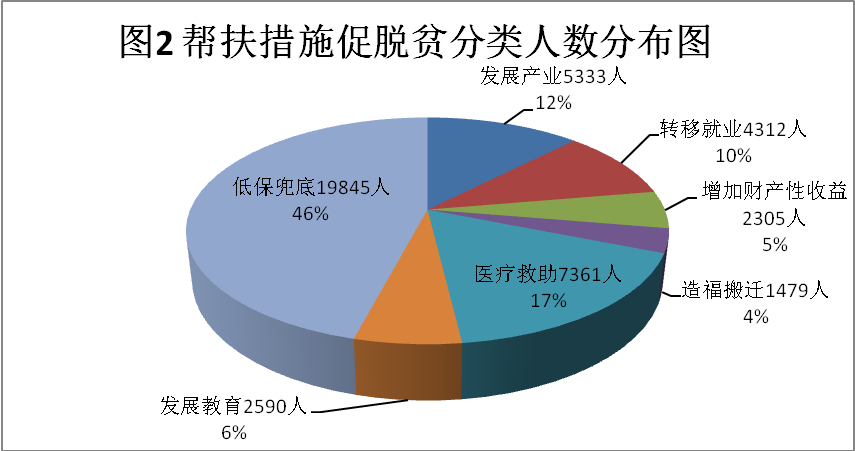 图2 帮扶措施促脱贫分类人数分布图
发展产业5333人
12%
转移就业4312人
10%
增加财产性收益
2305人
5%
造福搬迁1479人
4%
医疗救助7361人
17%
发展教育2590人
6%
低保兜底19845人
46%